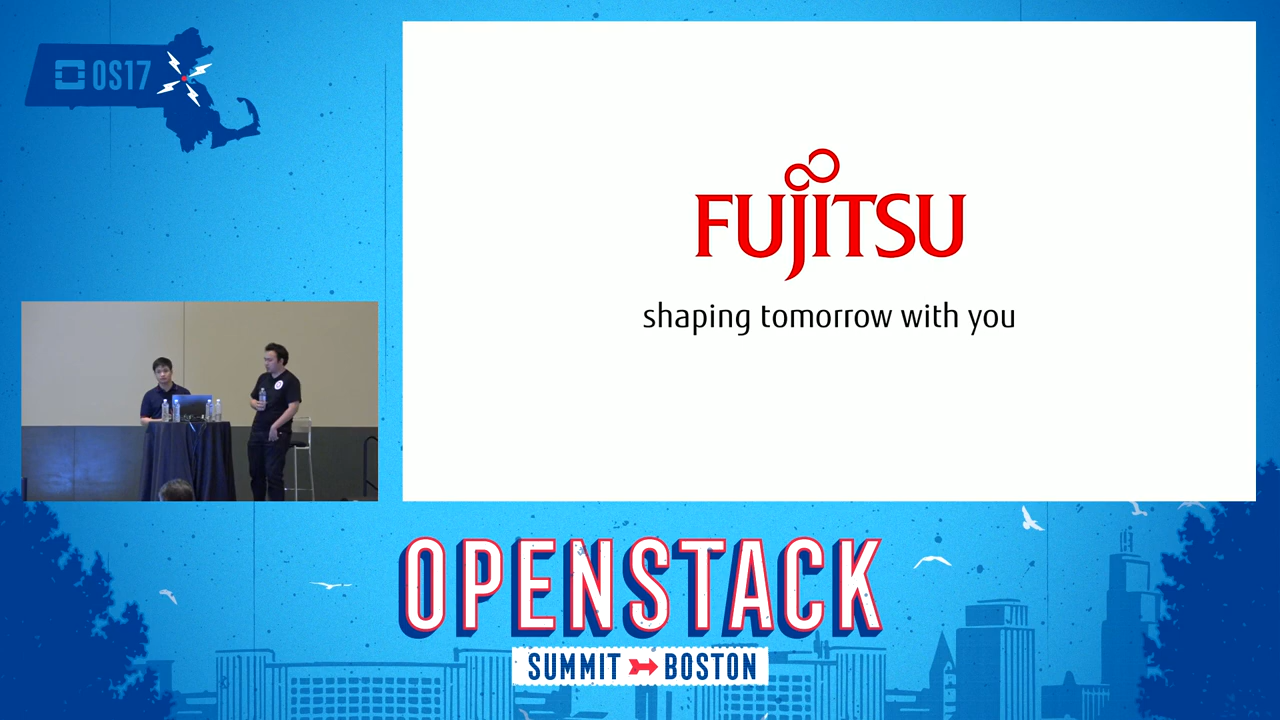 OS17
FUJITSU
shaping tomorrow with you
OPENSTACK
SUMMIT BOSTON